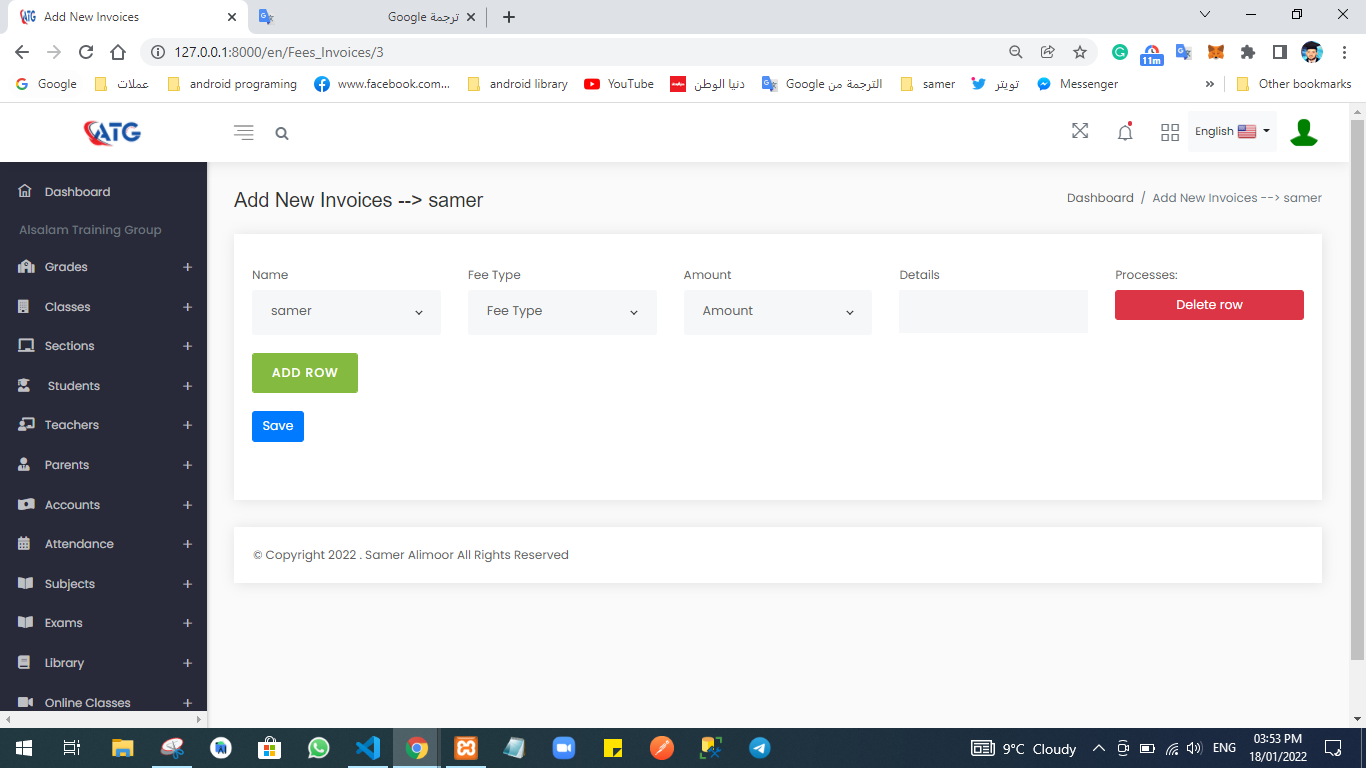 Add New Invoices
ترجمة Google
127.0.0.1:8000/en/Fees_Invoices/3
11m
Google
عملات
android programing
www.facebook.com...
android library
YouTube
دنيا الوطن
الترجمة من Google
samer
تويتر
Messenger
»
Other bookmarks
ATG
English
Dashboard
Alsalam Training Group
Grades +
Classes +
Sections +
Students +
Teachers +
Parents +
Accounts +
Attendance +
Subjects +
Exams +
Library +
Online Classes +
Add New Invoices --> samer
Dashboard / Add New Invoices --> samer
Name Fee Type Amount Details Processes:
samer Fee Type Amount Delete row
ADD ROW
Save
© Copyright 2022 . Samer Alimoor All Rights Reserved
9°C Cloudy
ENG
03:53 PM
18/01/2022